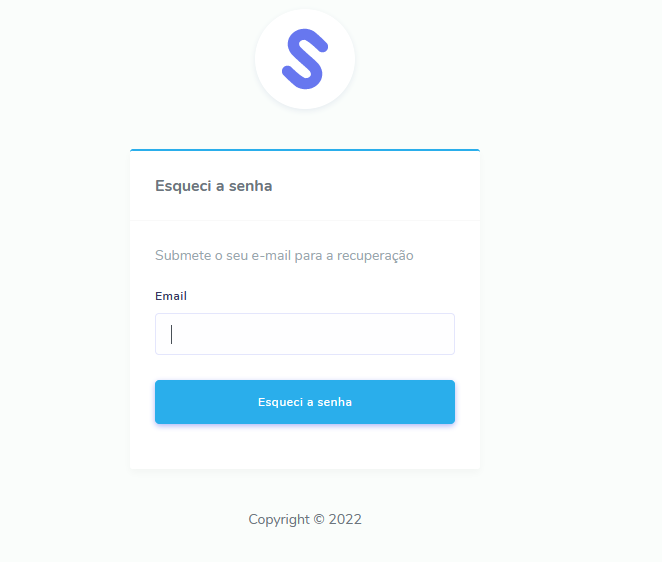 Esqueci a senha
Submete o seu e-mail para a recuperação
Email
Esqueci a senha
Copyright © 2022